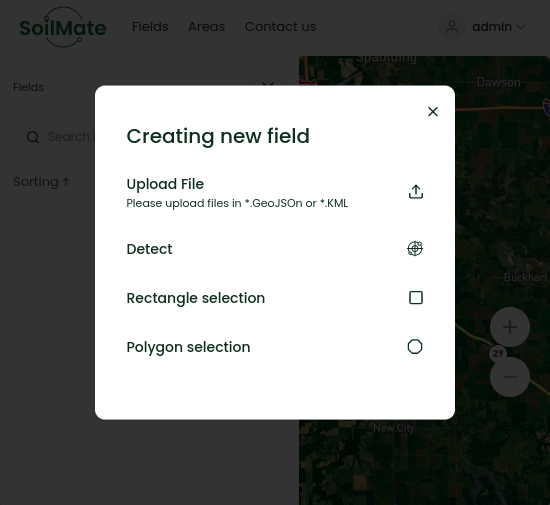 SoilMate
Fields Areas Contact us admin
Spaulding
Dawson
Fields
Search
Sorting ↑
Creating new field
Upload File
Please upload files in *.GeoJSOn or *.KML
Detect
Rectangle selection
Polygon selection
Buckhart
29
New City